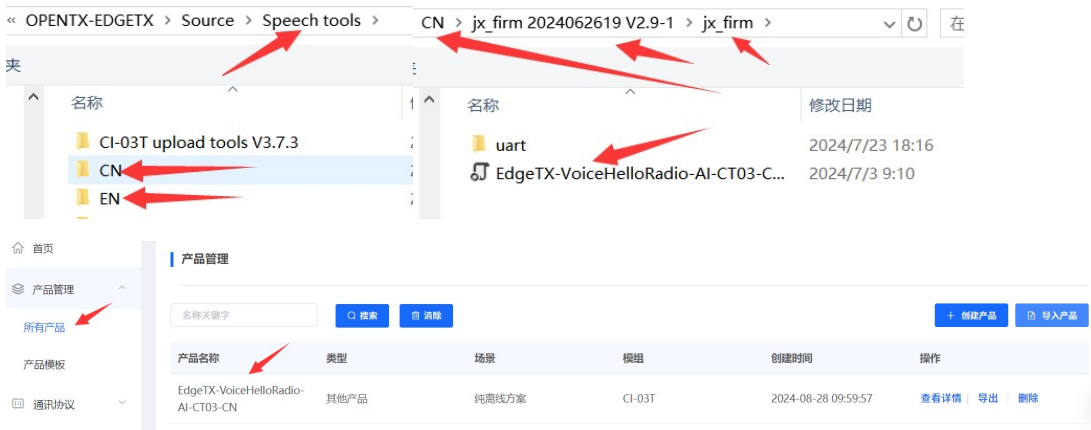 « OPENTX-EDGETX > Source > Speech tools >
CN > jx_firm 2024062619 V2.9-1 > jx_firm >
在
夹
名称
CI-03T upload tools V3.7.3
CN
EN
名称
修改日期
uart
2024/7/23 18:16
EdgeTX-VoiceHelloRadio-AI-CT03-C...
2024/7/3 9:10
首页
产品管理
所有产品
产品模板
通讯协议
产品管理
名称关键字
搜索
清除
+ 创建产品
导入产品
产品名称 类型 场景 模组 创建时间 操作
EdgeTX-VoiceHelloRadio-
AI-CT03-CN
其他产品 纯离线方案 CI-03T 2024-08-28 09:59:57 查看详情 导出 删除